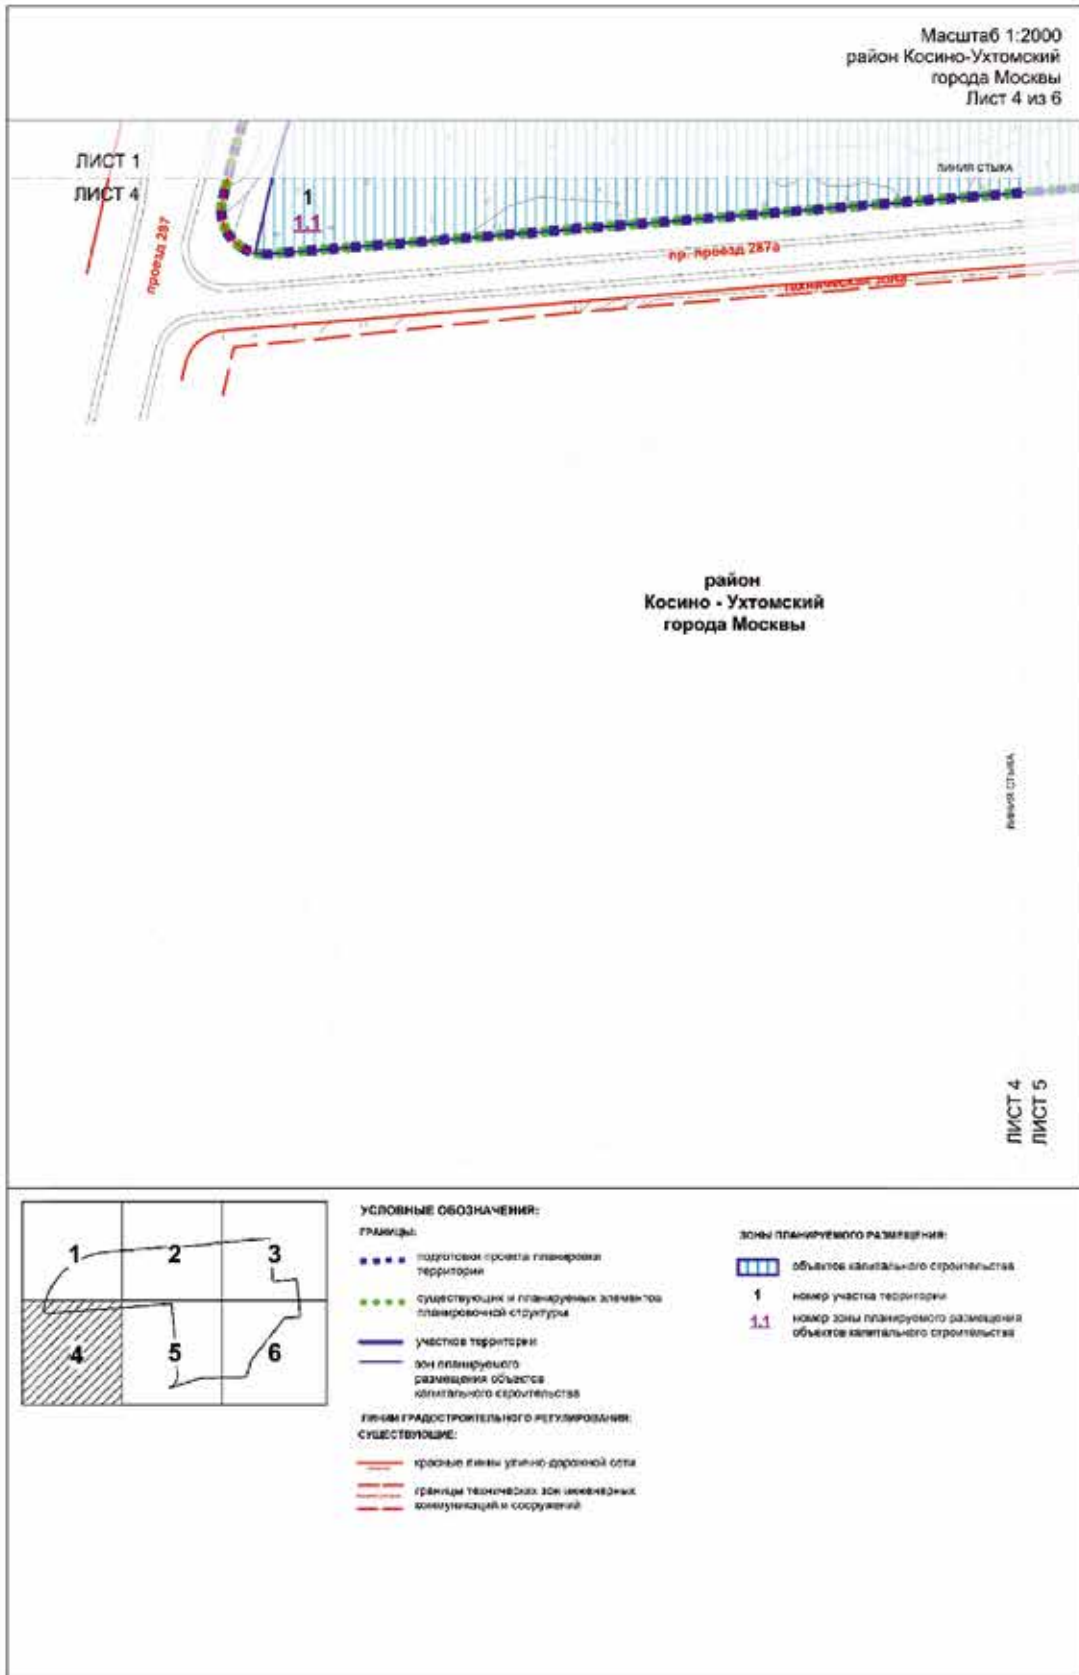 Масштаб 1:2000
район Косино-Ухтомский
города Москвы
Лист 4 из 6
ЛИСТ 1
ЛИСТ 4
ЛИНИЯ СТЫКА
1
1.1
проезд 287
пр. проезд 287а
техническая зона
район
Косино - Ухтомский
города Москвы
ЛИНИЯ СТЫКА
ЛИСТ 4
ЛИСТ 5
1
2
3
4
5
6
УСЛОВНЫЕ ОБОЗНАЧЕНИЯ:
ГРАНИЦЫ:
подготовки проекта планировки
территории
существующих и планируемых элементов
планировочной структуры
участков территории
зон планируемого
размещения объектов
капитального строительства
ЛИНИИ ГРАДОСТРОИТЕЛЬНОГО РЕГУЛИРОВАНИЯ:
СУЩЕСТВУЮЩИЕ:
красные линии улично-дорожной сети
границы технических зон инженерных
коммуникаций и сооружений
ЗОНЫ ПЛАНИРУЕМОГО РАЗМЕЩЕНИЯ:
объектов капитального строительства
1 номер участка территории
1.1 номер зоны планируемого размещения
объектов капитального строительства